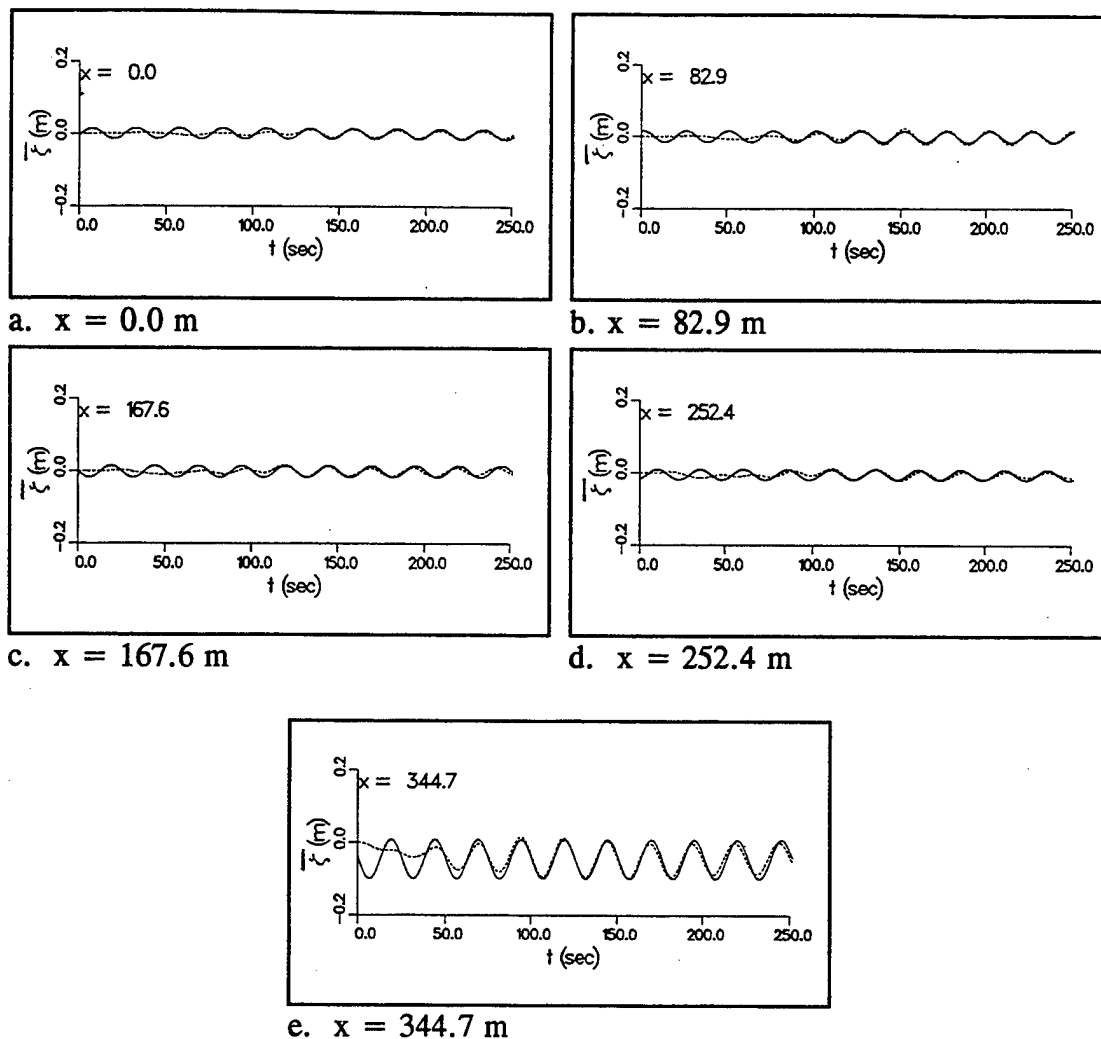 0.2
x = 0.0
0.0
ζ (m)
-0.2
0.0 50.0 100.0 150.0 200.0 250.0
t (sec)
a. x = 0.0 m
0.2
x = 82.9
0.0
ζ (m)
-0.2
0.0 50.0 100.0 150.0 200.0 250.0
t (sec)
b. x = 82.9 m
0.2
x = 167.6
0.0
ζ (m)
-0.2
0.0 50.0 100.0 150.0 200.0 250.0
t (sec)
c. x = 167.6 m
0.2
x = 252.4
0.0
ζ (m)
-0.2
0.0 50.0 100.0 150.0 200.0 250.0
t (sec)
d. x = 252.4 m
0.2
x = 344.7
0.0
ζ (m)
-0.2
0.0 50.0 100.0 150.0 200.0 250.0
t (sec)
e. x = 344.7 m